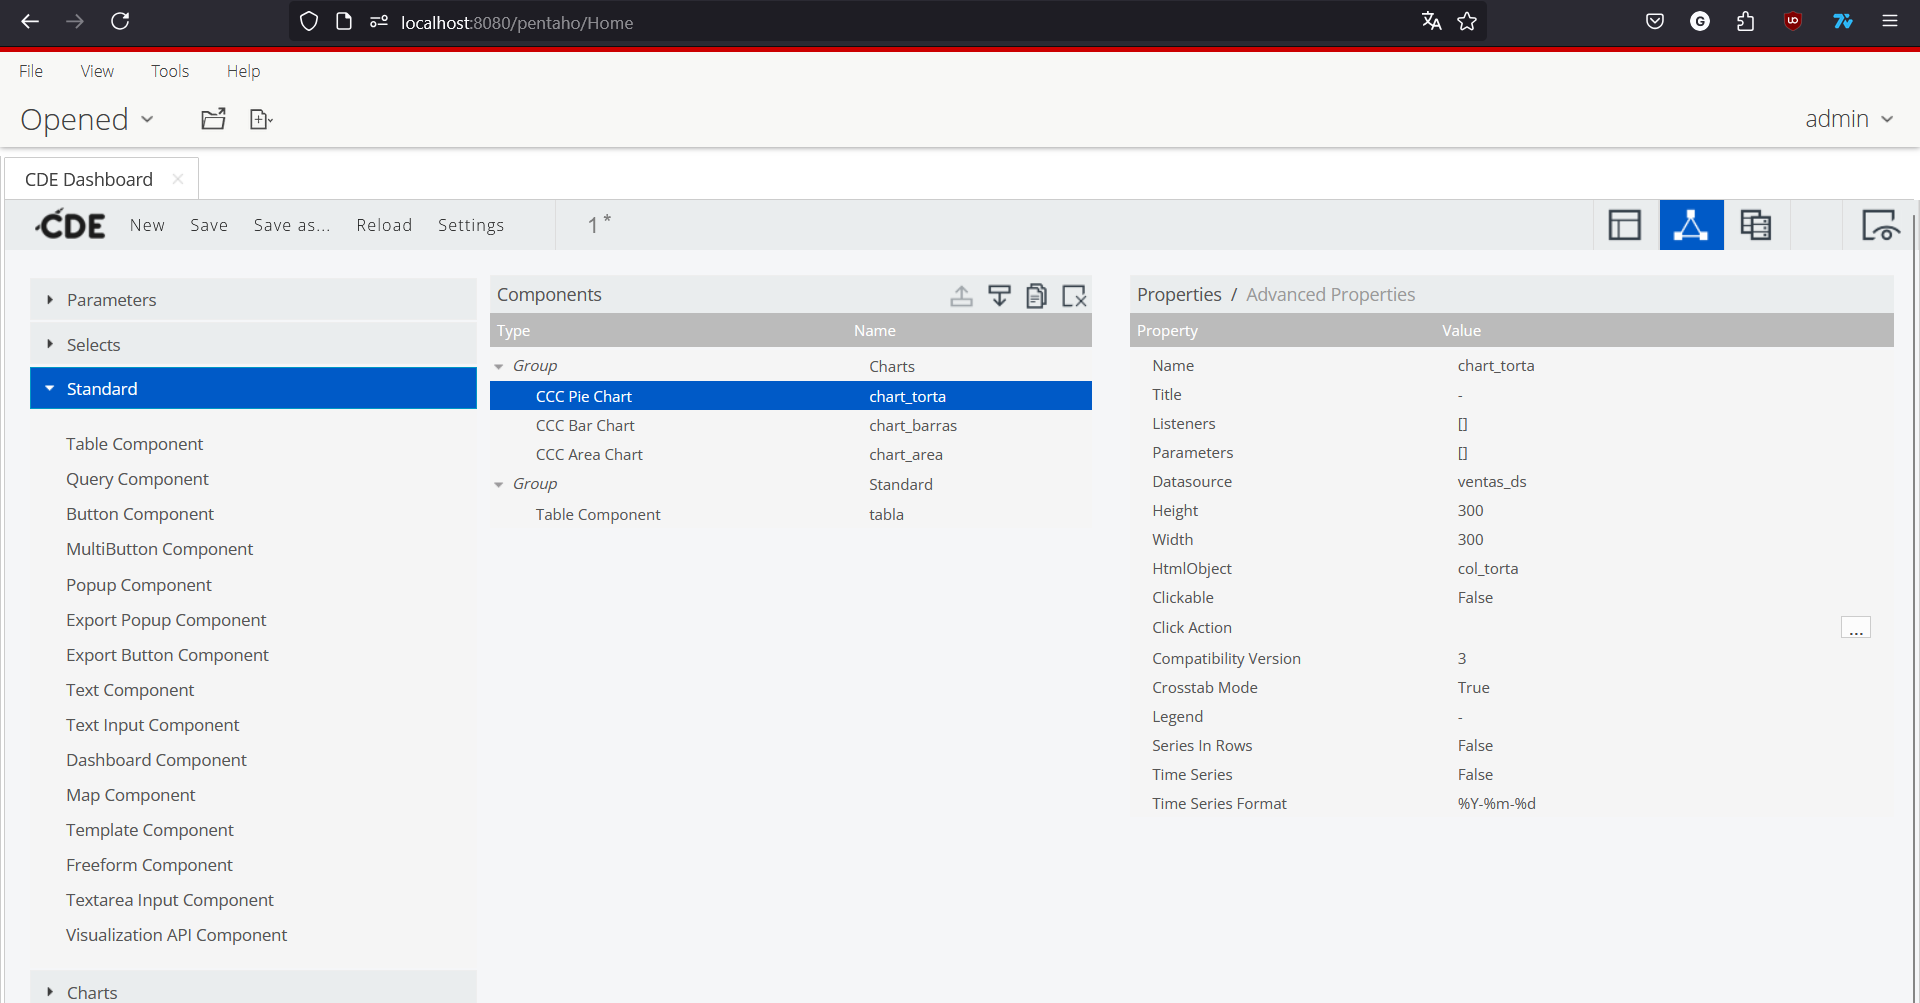 localhost:8080/pentaho/Home
File View Tools Help
Opened
admin
CDE Dashboard
CDE New Save Save as... Reload Settings 1*
Parameters
Selects
Standard
Table Component
Query Component
Button Component
MultiButton Component
Popup Component
Export Popup Component
Export Button Component
Text Component
Text Input Component
Dashboard Component
Map Component
Template Component
Freeform Component
Textarea Input Component
Visualization API Component
Charts
Components
Type Name
Group Charts
CCC Pie Chart chart_torta
CCC Bar Chart chart_barras
CCC Area Chart chart_area
Group Standard
Table Component tabla
Properties / Advanced Properties
Property Value
Name chart_torta
Title -
Listeners []
Parameters []
Datasource ventas_ds
Height 300
Width 300
HtmlObject col_torta
Clickable False
Click Action ...
Compatibility Version 3
Crosstab Mode True
Legend -
Series In Rows False
Time Series False
Time Series Format %Y-%m-%d